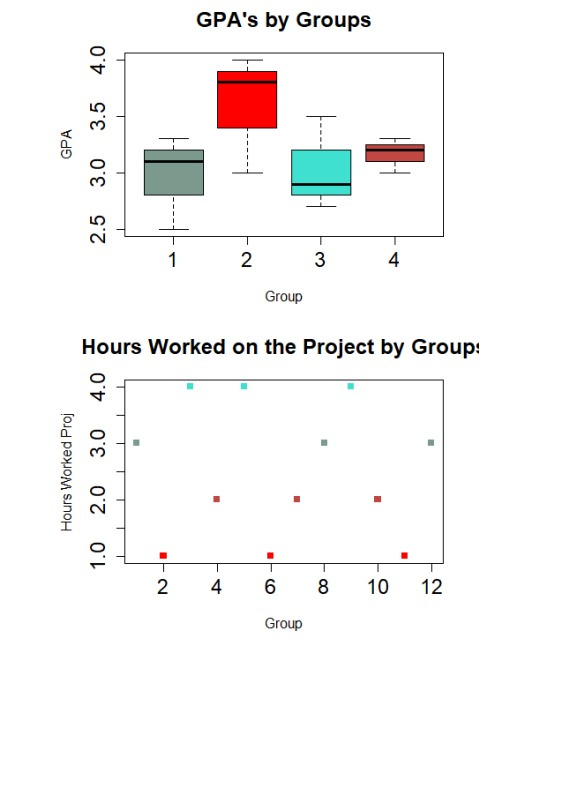 GPA's by Groups
GPA
4.0
3.5
3.0
2.5
1 2 3 4
Group
Hours Worked on the Project by Groups
Hours Worked Proj
4.0
3.0
2.0
1.0
2 4 6 8 10 12
Group